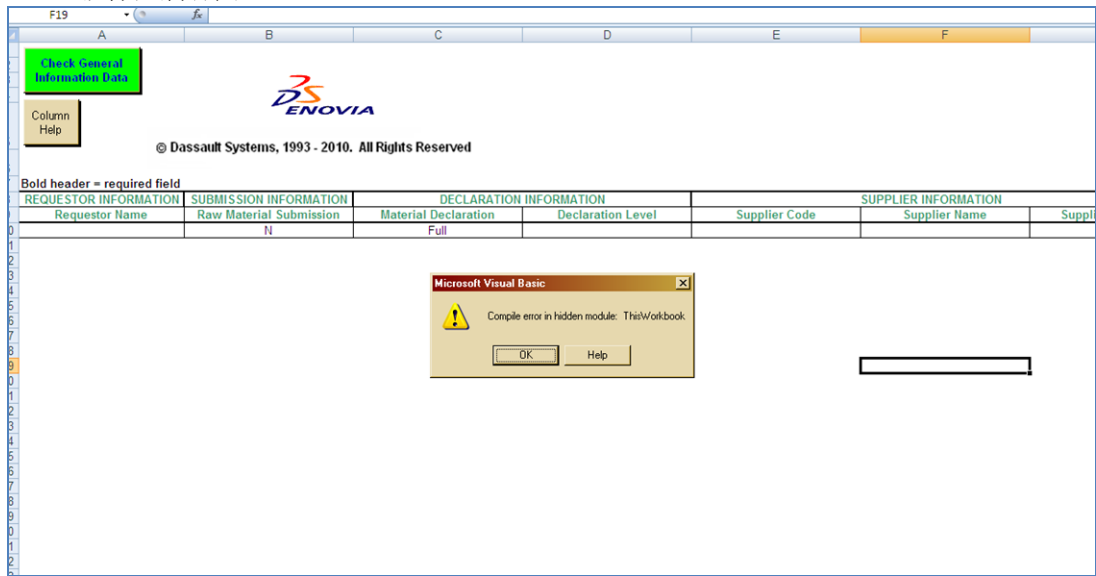 F19 fx
A B C D E F
Check General
Information Data
Column
Help
DS
ENOVIA
© Dassault Systems, 1993 - 2010. All Rights Reserved
Bold header = required field
REQUESTOR INFORMATION SUBMISSION INFORMATION DECLARATION INFORMATION SUPPLIER INFORMATION
Requestor Name Raw Material Submission Material Declaration Declaration Level Supplier Code Supplier Name Suppli
N Full
Microsoft Visual Basic
Compile error in hidden module: ThisWorkbook
OK Help